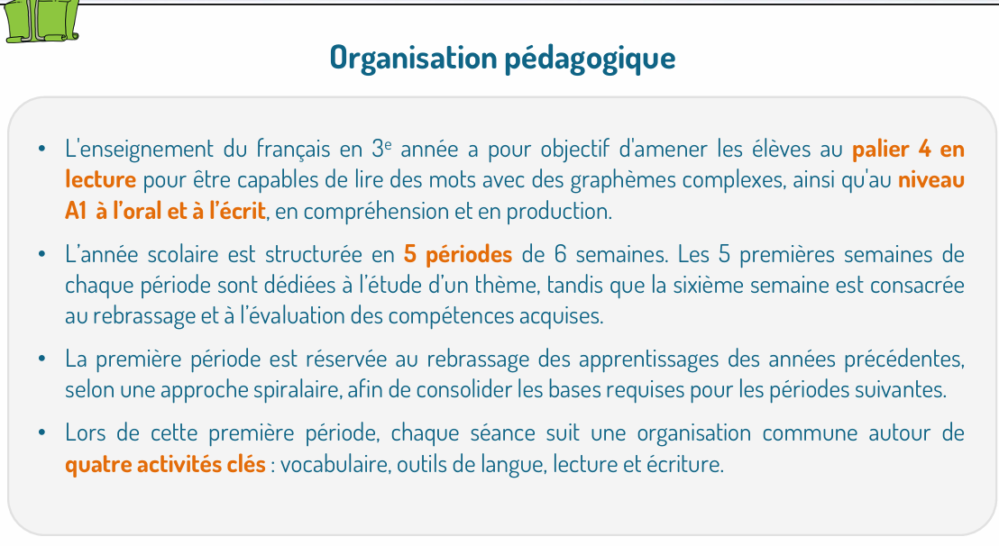 Organisation pédagogique
• L'enseignement du français en 3e année a pour objectif d'amener les élèves au palier 4 en
lecture pour être capables de lire des mots avec des graphèmes complexes, ainsi qu'au niveau
A1 à l’oral et à l’écrit, en compréhension et en production.
• L’année scolaire est structurée en 5 périodes de 6 semaines. Les 5 premières semaines de
chaque période sont dédiées à l’étude d’un thème, tandis que la sixième semaine est consacrée
au rebrassage et à l’évaluation des compétences acquises.
• La première période est réservée au rebrassage des apprentissages des années précédentes,
selon une approche spiralaire, afin de consolider les bases requises pour les périodes suivantes.
• Lors de cette première période, chaque séance suit une organisation commune autour de
quatre activités clés : vocabulaire, outils de langue, lecture et écriture.